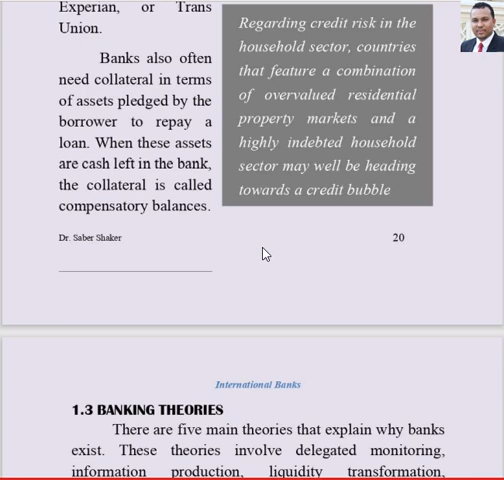 Experian, or Trans
Union.
Banks also often
need collateral in terms
of assets pledged by the
borrower to repay a
loan. When these assets
are cash left in the bank,
the collateral is called
compensatory balances.
Regarding credit risk in the
household sector, countries
that feature a combination
of overvalued residential
property markets and a
highly indebted household
sector may well be heading
towards a credit bubble
Dr. Saber Shaker 20
International Banks
1.3 BANKING THEORIES
There are five main theories that explain why banks
exist. These theories involve delegated monitoring,
information production, liquidity transformation,